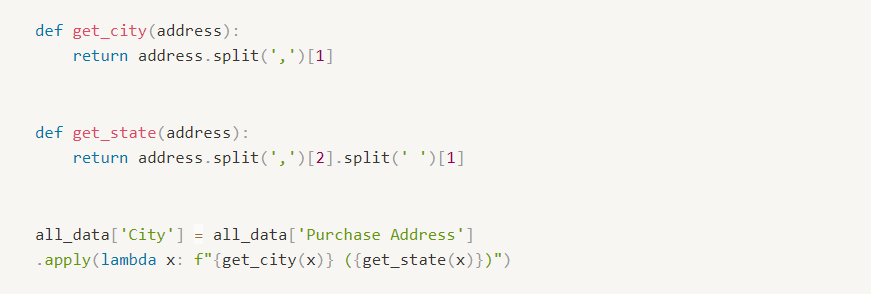 def get_city(address):
    return address.split(',')[1]
def get_state(address):
    return address.split(',')[2].split(' ')[1]
all_data['City'] = all_data['Purchase Address']
.apply(lambda x: f"{get_city(x)} ({get_state(x)})")